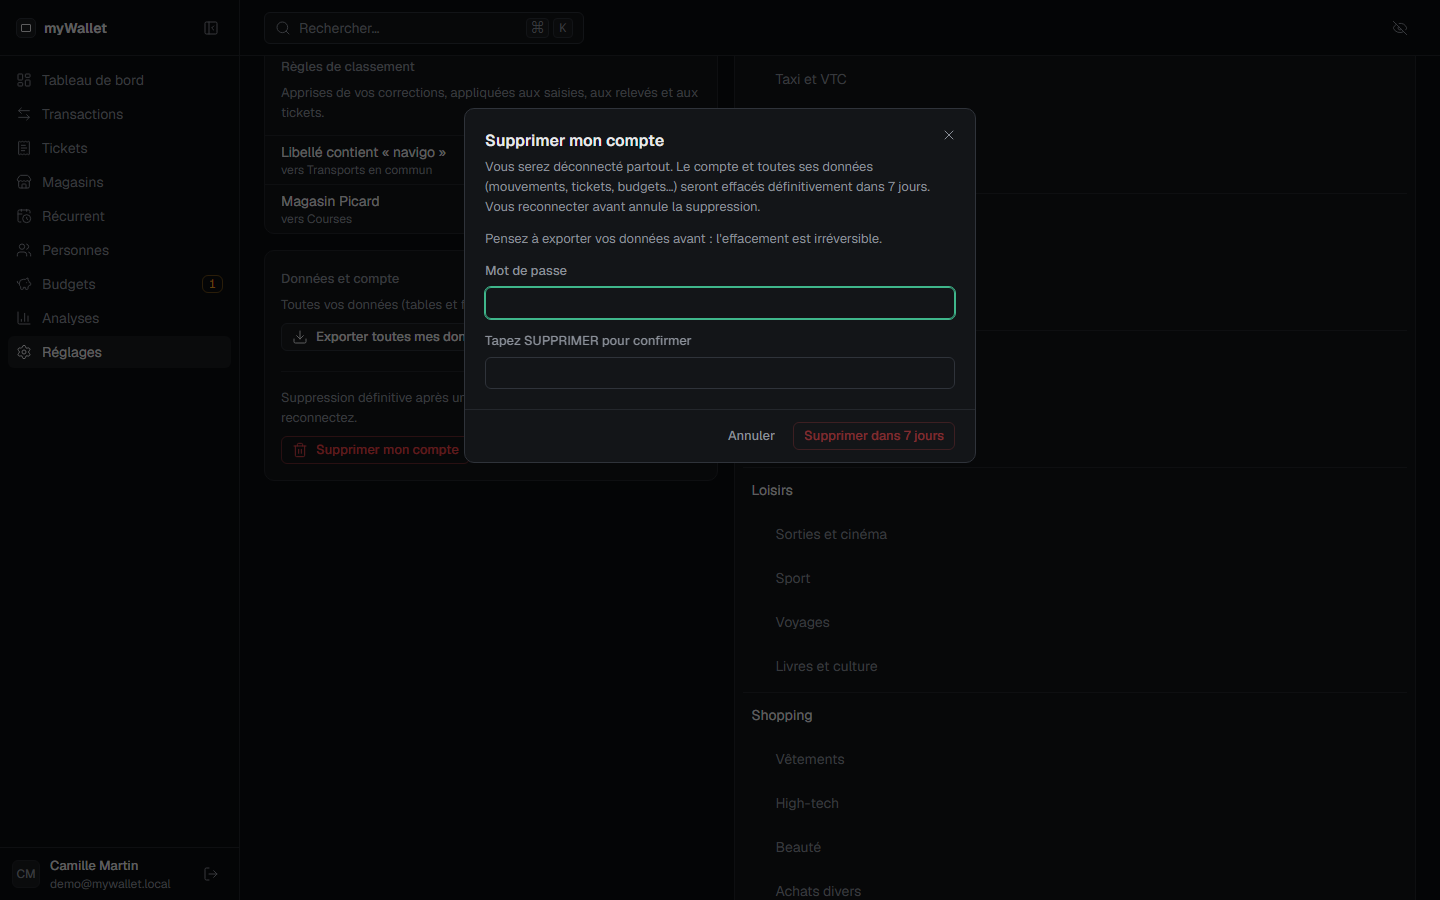 myWallet
Rechercher...
⌘ K
Tableau de bord
Transactions
Tickets
Magasins
Récurrent
Personnes
Budgets 1
Analyses
Réglages
Camille Martin
CM
demo@mywallet.local
Règles de classement
Apprises de vos corrections, appliquées aux saisies, aux relevés et aux
tickets.
Libellé contient « navigo »
vers Transports en commun
Magasin Picard
vers Courses
Données et compte
Toutes vos données (tables et f
Exporter toutes mes don
Suppression définitive après un
reconnectez.
Supprimer mon compte
Supprimer mon compte
Vous serez déconnecté partout. Le compte et toutes ses données
(mouvements, tickets, budgets…) seront effacés définitivement dans 7 jours.
Vous reconnecter avant annule la suppression.
Pensez à exporter vos données avant : l'effacement est irréversible.
Mot de passe
Tapez SUPPRIMER pour confirmer
Annuler
Supprimer dans 7 jours
Taxi et VTC
Loisirs
Sorties et cinéma
Sport
Voyages
Livres et culture
Shopping
Vêtements
High-tech
Beauté
Achats divers